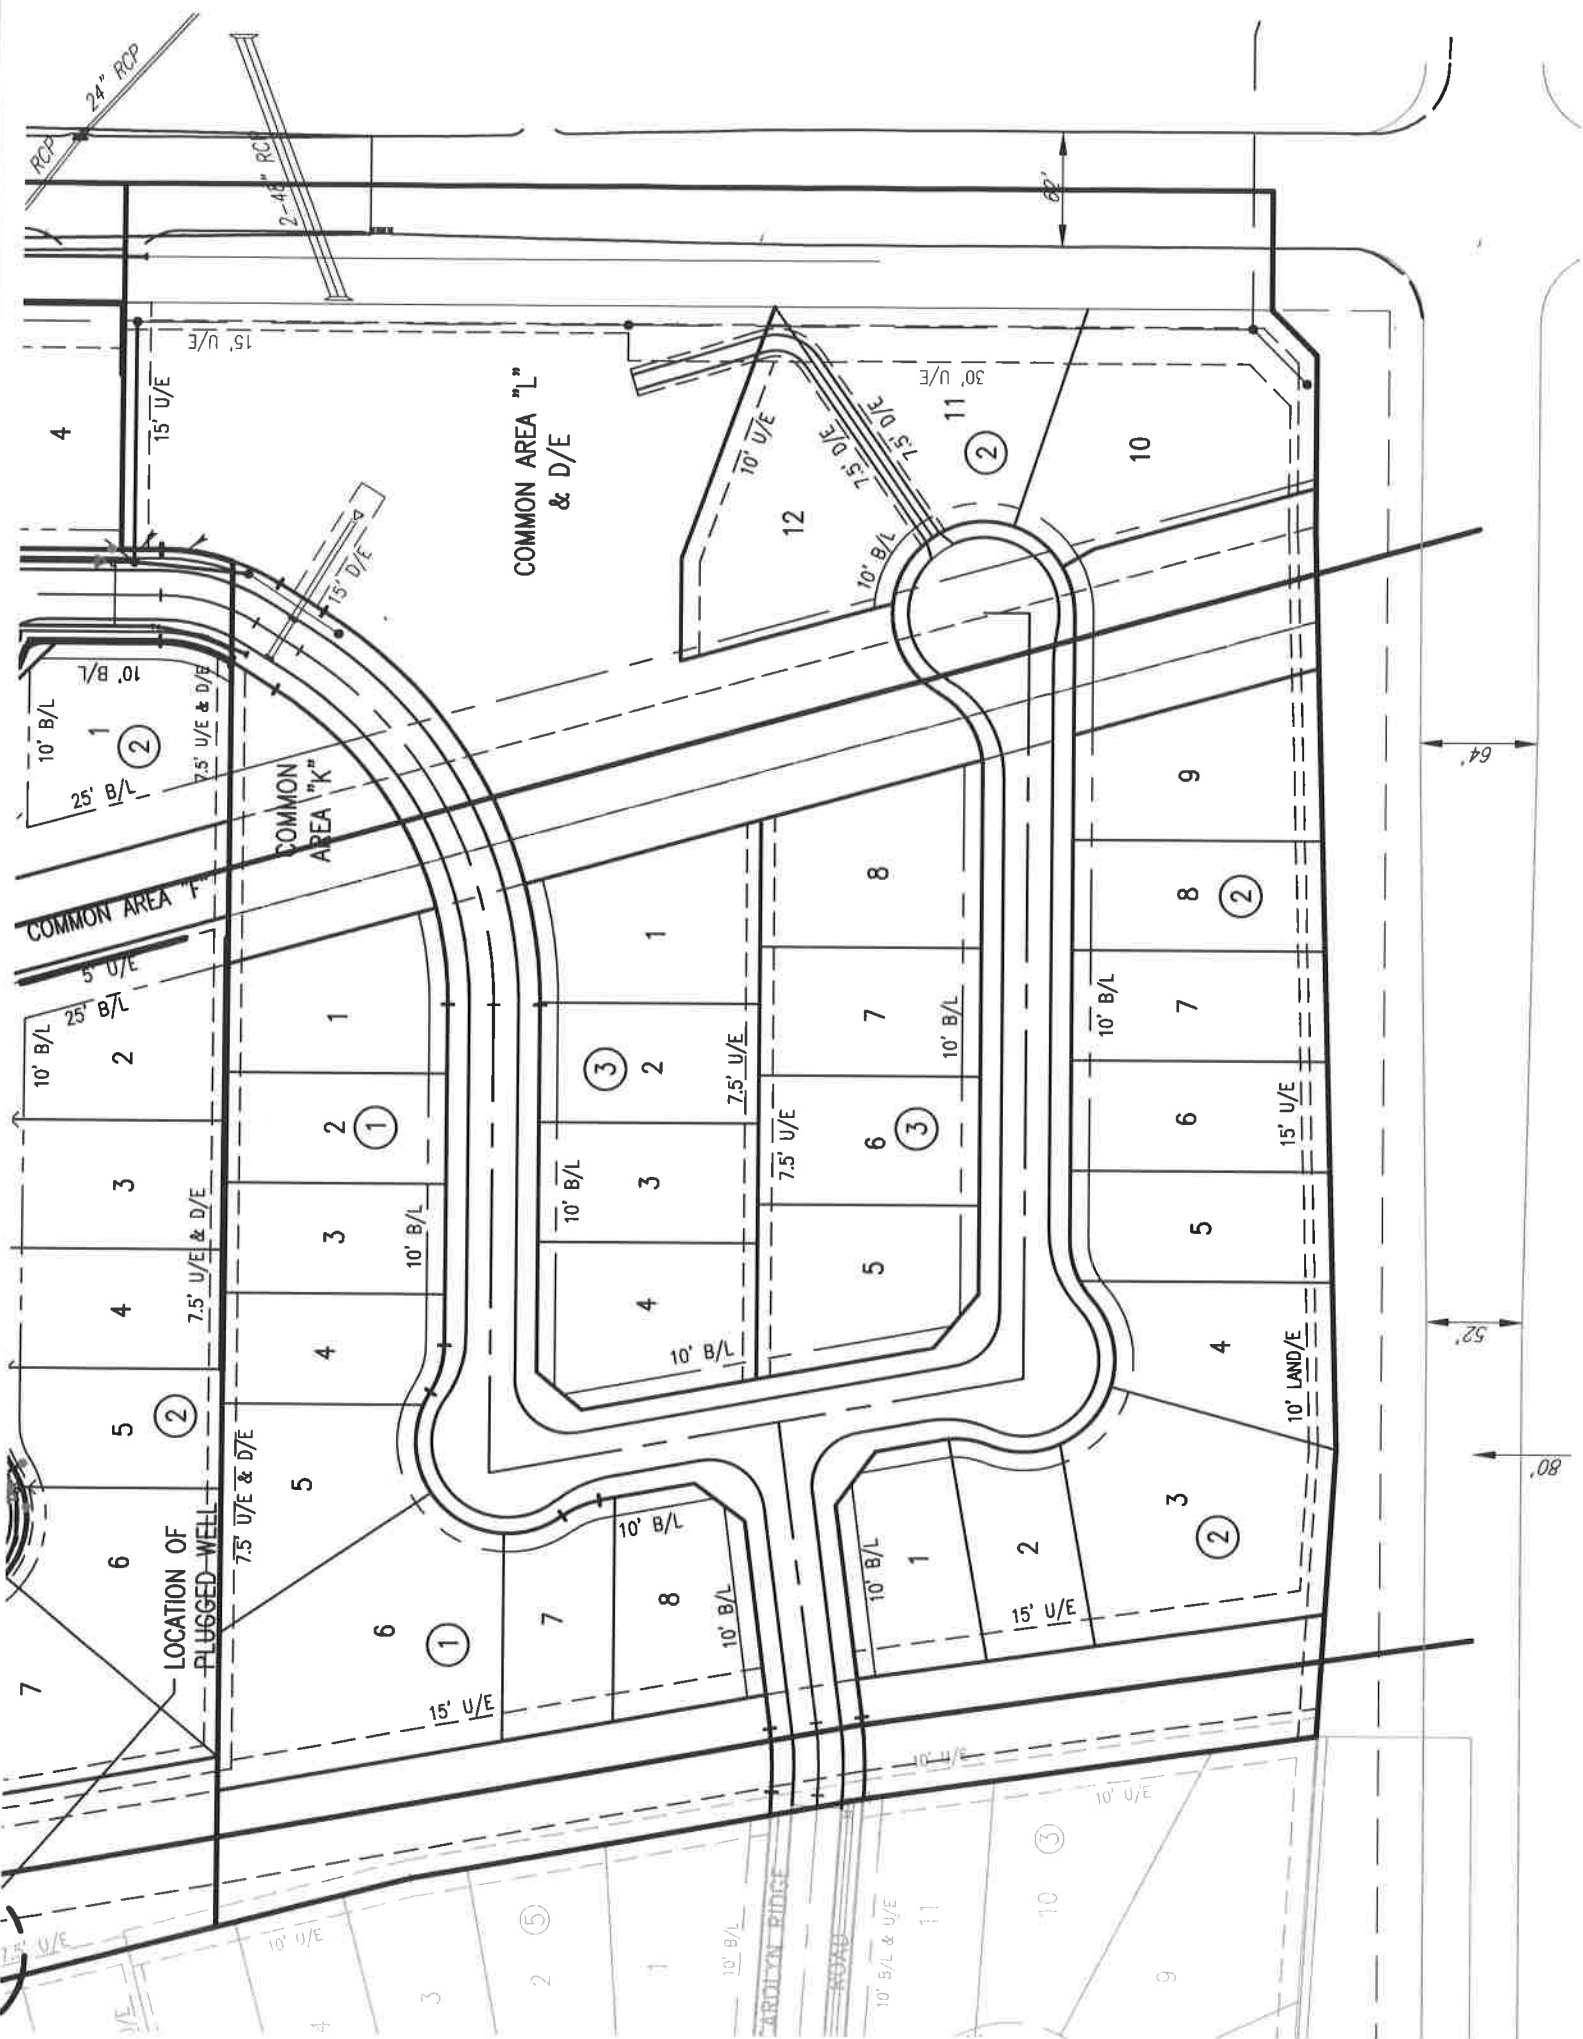 24" RCP
RCP
2-48" RCP
60'
15' U/E
15' U/E
4
COMMON AREA "L"
& D/E
30' U/E
10' U/E
7.5' D/E
7.5' D/E
11
2
10
12
10' B/L
15' D/E
10' B/L
10' B/L
1
2
25' B/L
7.5' U/E & D/E
COMMON
AREA "K"
COMMON AREA "F"
5' U/E
25' B/L
10' B/L
2
3
4
5
2
6
7
7.5' U/E & D/E
7.5' U/E & D/E
LOCATION OF
PLUGGED WELL
1
2
1
3
10' B/L
4
5
6
1
7
8
15' U/E
10' B/L
10' B/L
1
3
2
7.5' U/E
10' B/L
3
4
10' B/L
8
7
10' B/L
7.5' U/E
6
3
5
9
8
2
10' B/L
7
6
15' U/E
5
4
10' LAND/E
3
2
2
1
10' B/L
15' U/E
64'
52'
80'
7.5' U/E
10' U/E
4
3
2
5
1
10' B/L
ROAD
10' B/L & U/E
11
10
3
9
10' U/E
10' U/E